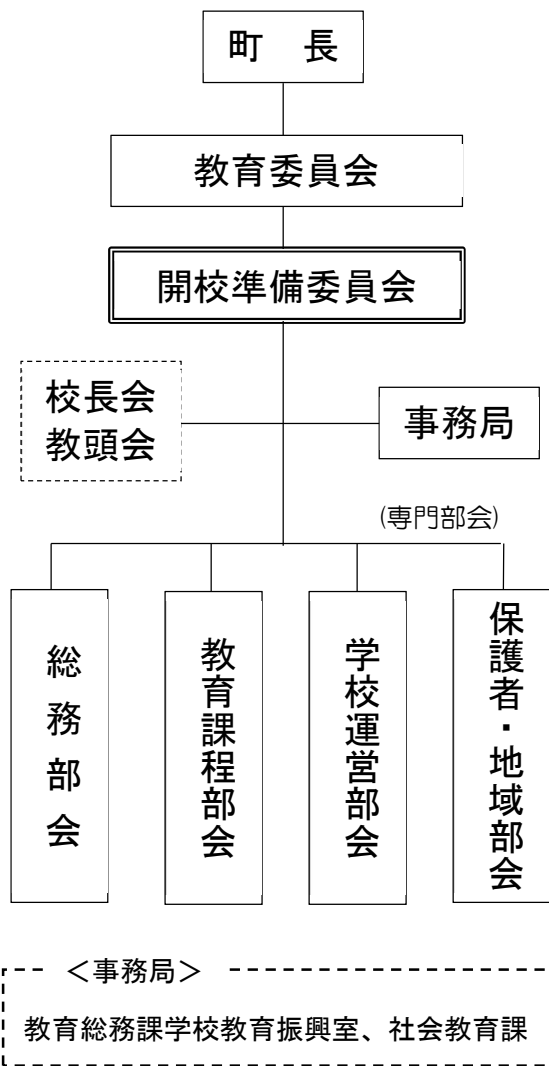 町　長
教育委員会
開校準備委員会
校長会
教頭会
事務局
(専門部会)
総務部会
教育課程部会
学校運営部会
保護者・地域部会
＜事務局＞
教育総務課学校教育振興室、社会教育課